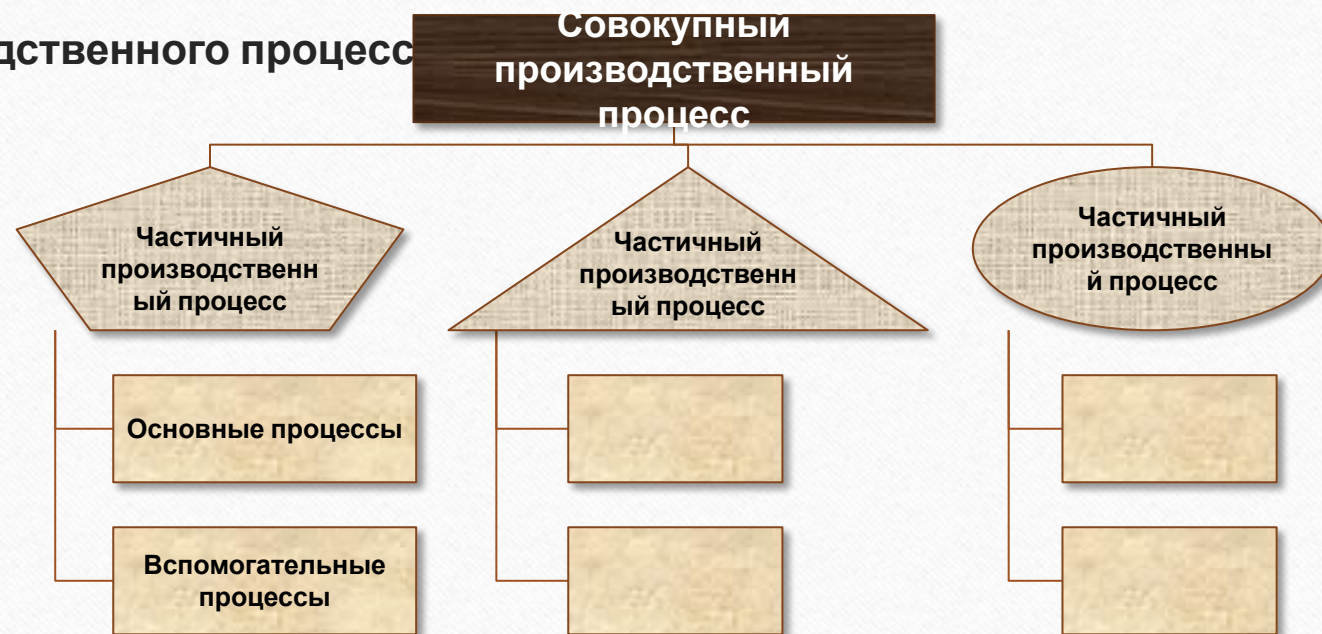 дственного процесс
Совокупный
производственный
процесс
Частичный
производственн
ый процесс
Частичный
производственн
ый процесс
Частичный
производственны
й процесс
Основные процессы
Вспомогательные
процессы